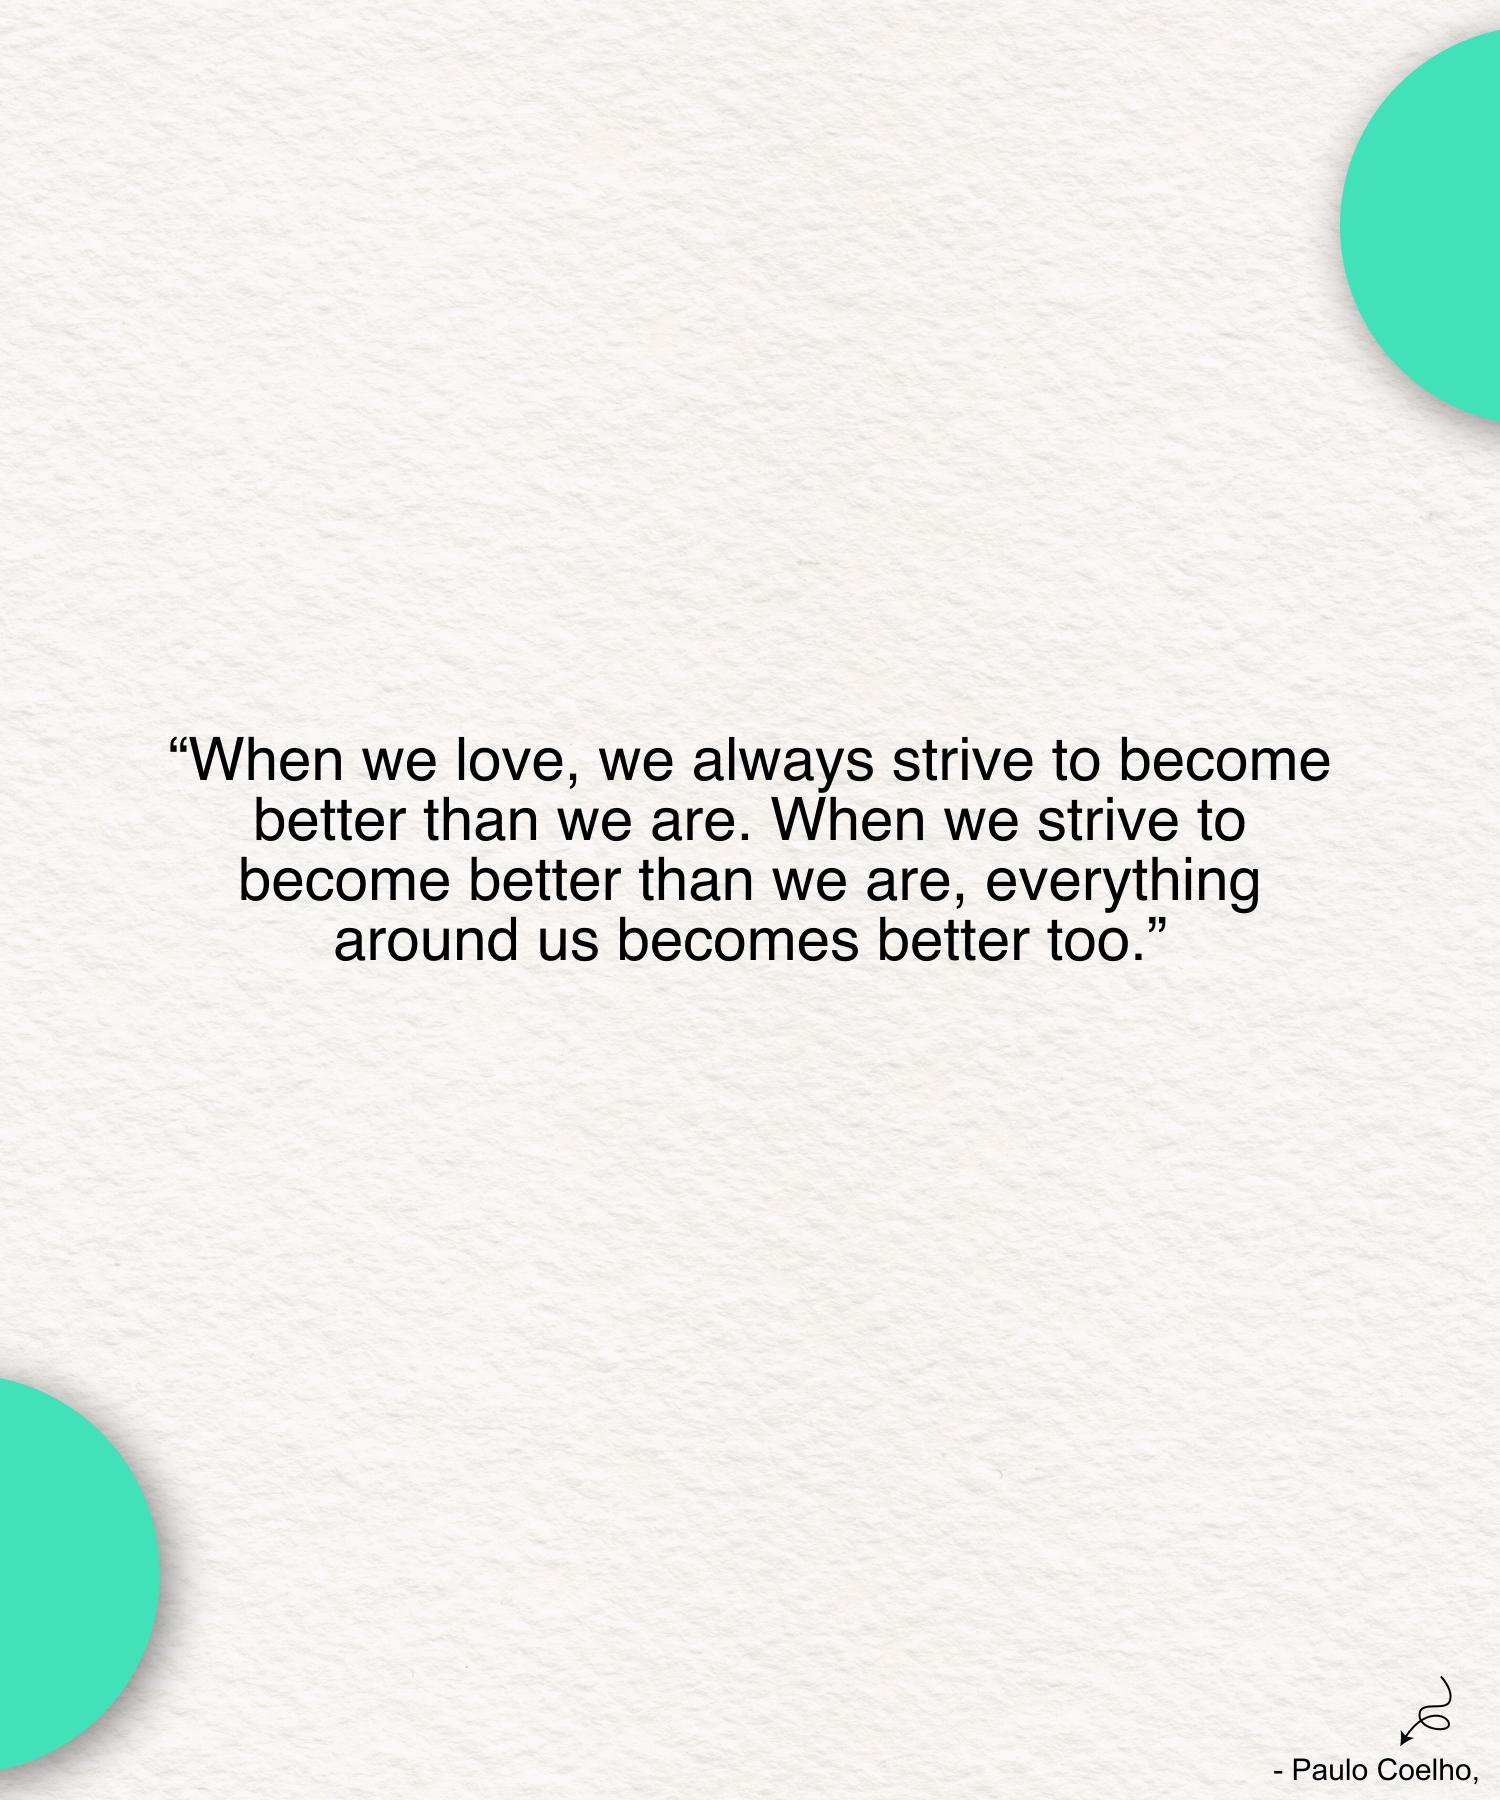 “When we love, we always strive to become
better than we are. When we strive to
become better than we are, everything
around us becomes better too.”
- Paulo Coelho,